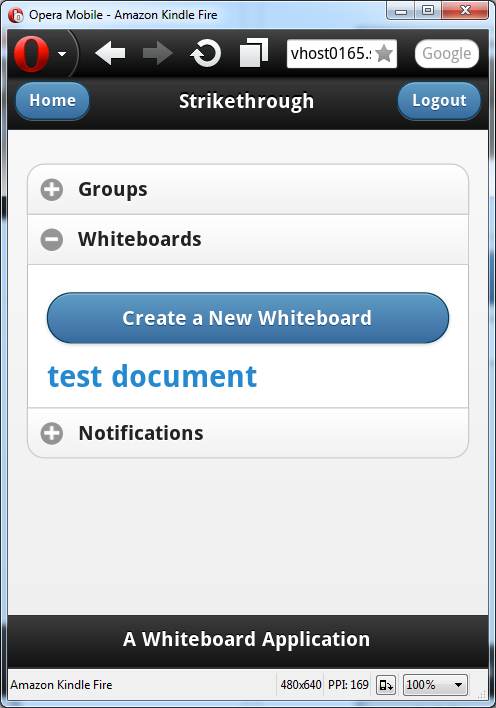 Opera Mobile - Amazon Kindle Fire
vhost0165.s
Google
Home
Strikethrough
Logout
Groups
Whiteboards
Create a New Whiteboard
test document
Notifications
A Whiteboard Application
Amazon Kindle Fire
480x640
PPI: 169
100%